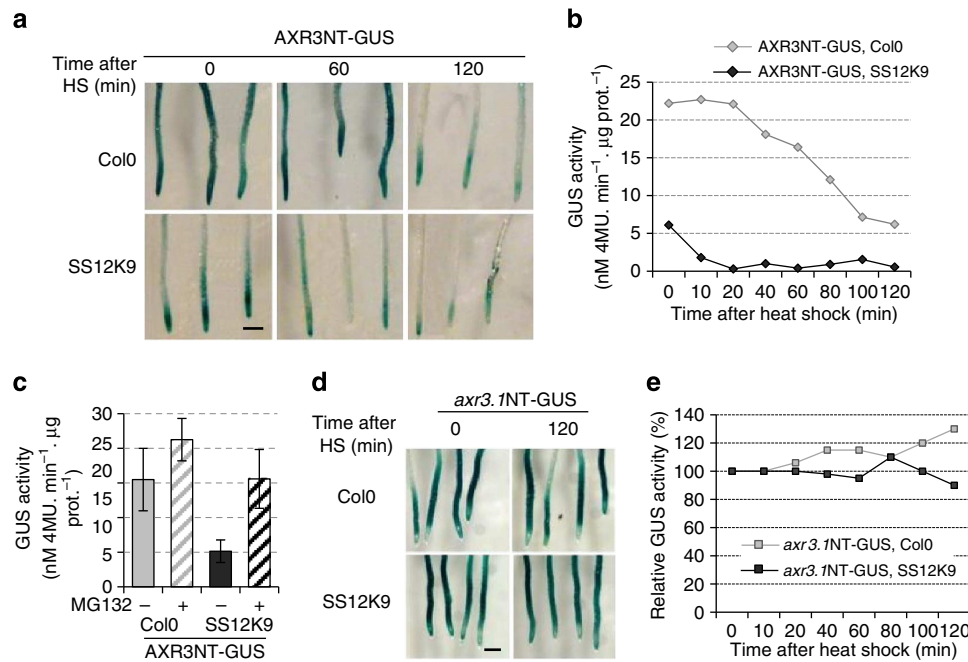 a
AXR3NT-GUS
Time after
HS (min)
0
60
120
Col0
SS12K9
b
AXR3NT-GUS, Col0
AXR3NT-GUS, SS12K9
25
20
15
10
5
0
GUS activity
(nM 4MU. min⁻¹. µg prot.⁻¹)
0 10 20 40 60 80 100 120
Time after heat shock (min)
c
30
25
20
15
10
5
0
GUS activity
(nM 4MU. min⁻¹. µg
prot.⁻¹)
MG132 – + – +
Col0 SS12K9
AXR3NT-GUS
d
axr3.1NT-GUS
Time after
HS (min)
0
120
Col0
SS12K9
e
140
120
100
80
60
40
20
0
Relative GUS activity (%)
axr3.1NT-GUS, Col0
axr3.1NT-GUS, SS12K9
0 10 20 40 60 80 100 120
Time after heat shock (min)